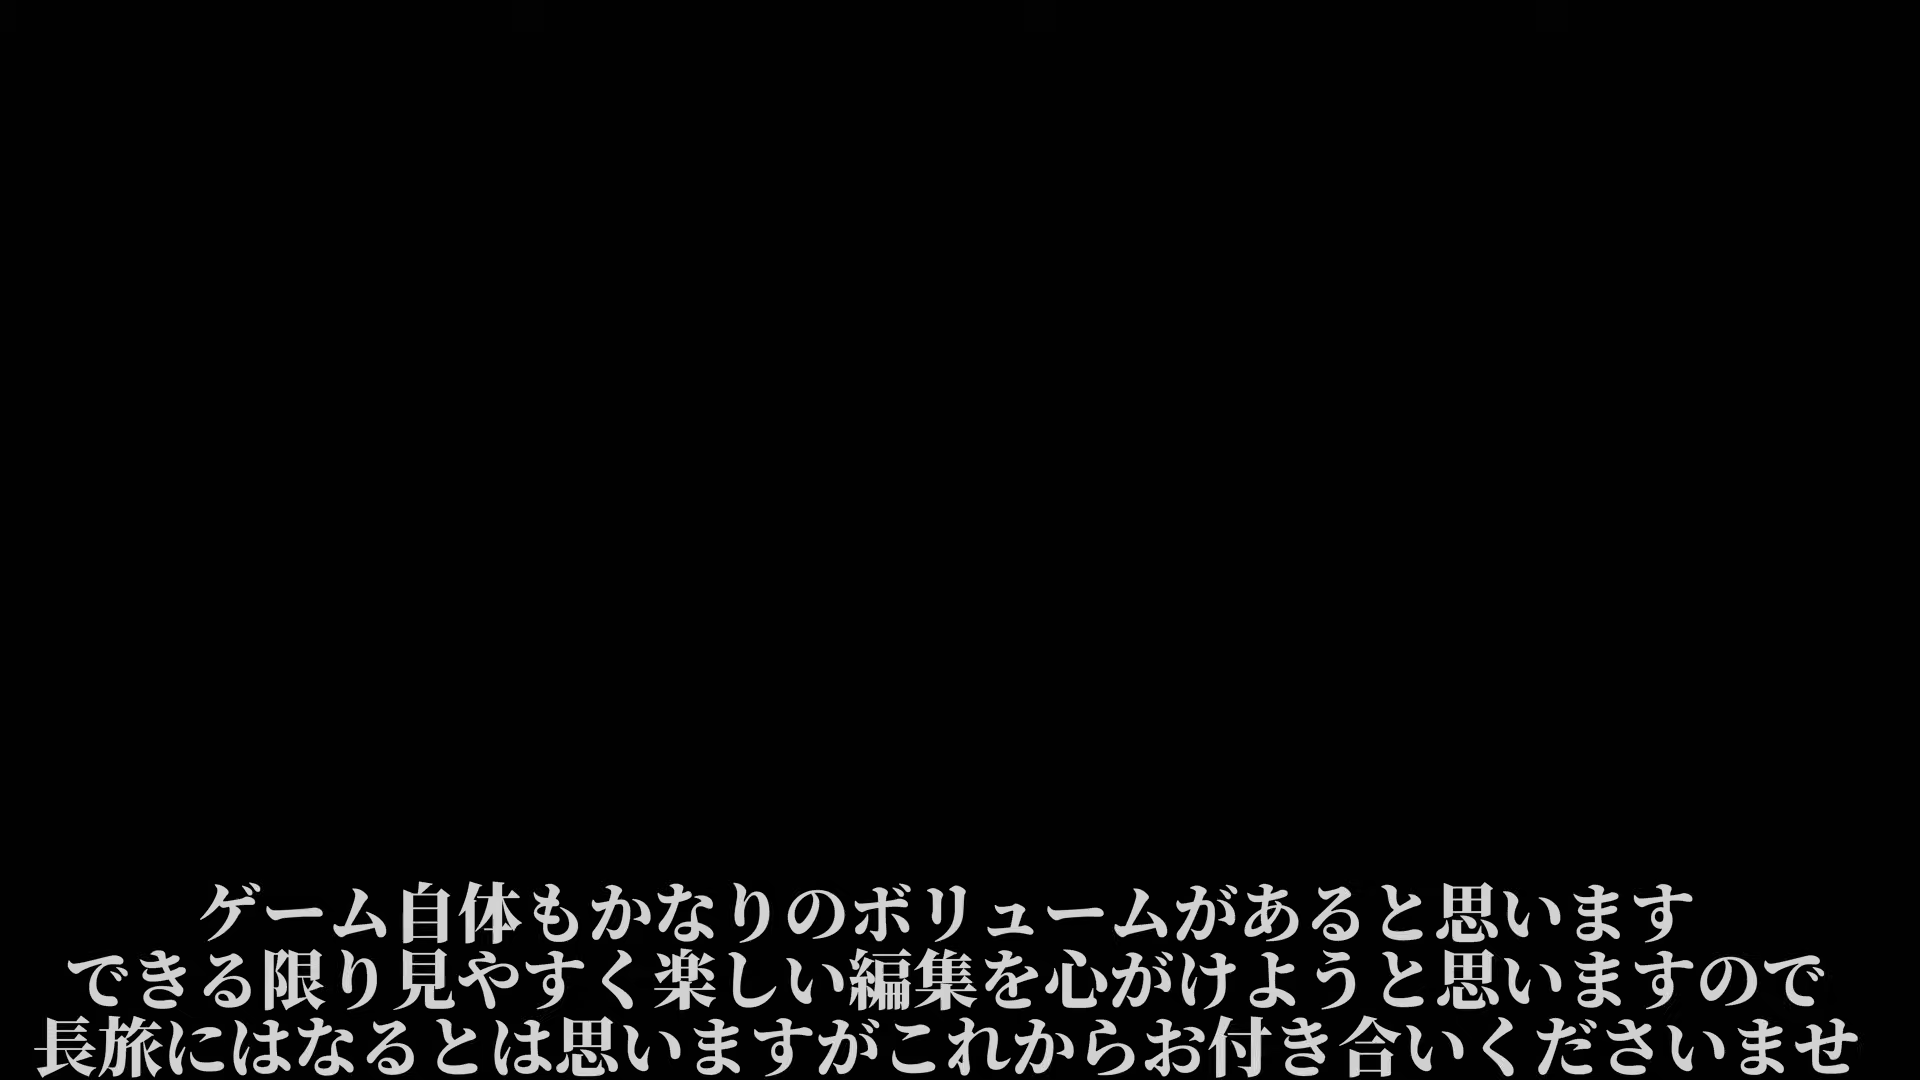 ゲーム自体もかなりのボリュームがあると思います
できる限り見やすく楽しい編集を心がけようと思いますので
長旅にはなるとは思いますがこれからお付き合いくださいませ